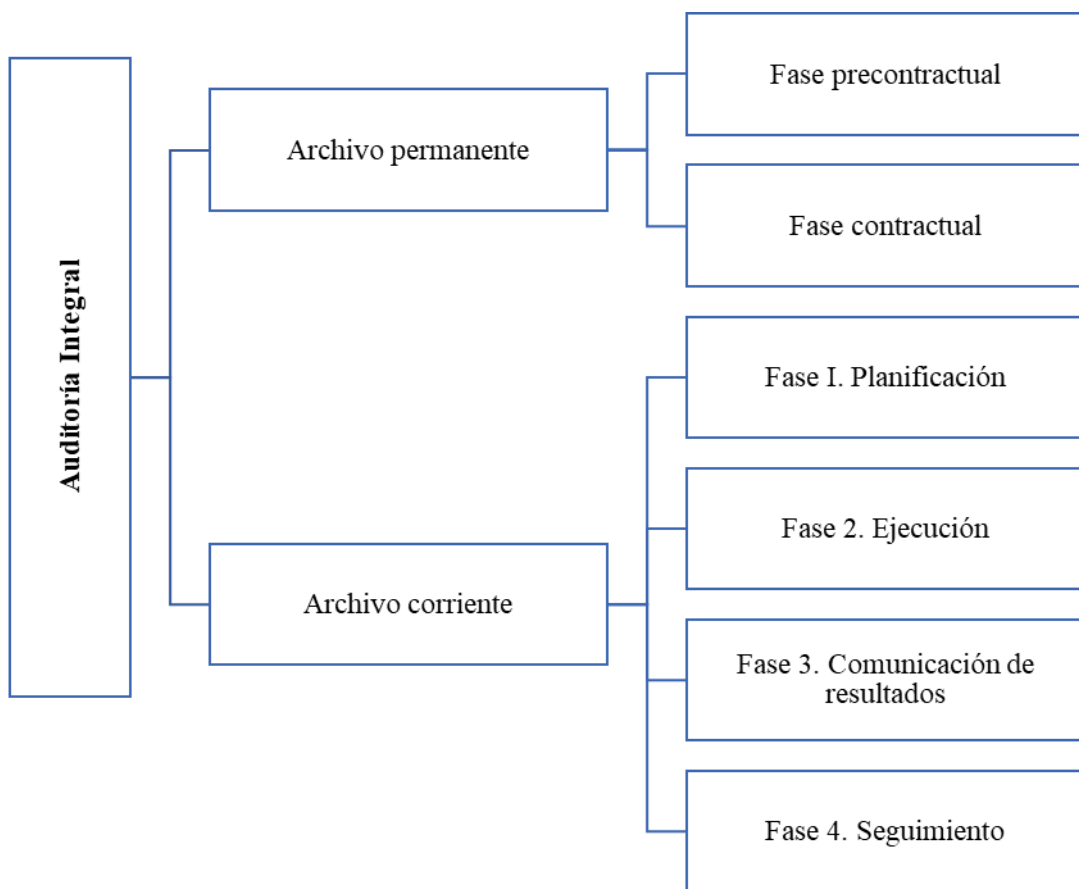 Auditoría Integral
Archivo permanente
Fase precontractual
Fase contractual
Archivo corriente
Fase I. Planificación
Fase 2. Ejecución
Fase 3. Comunicación de
resultados
Fase 4. Seguimiento